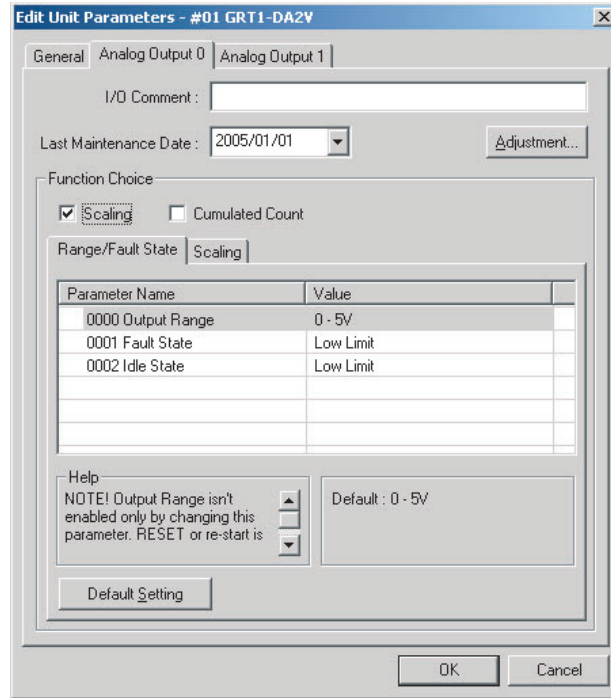 Edit Unit Parameters - #01 GRT1-DA2V
General Analog Output 0 Analog Output 1
I/O Comment :
Last Maintenance Date : 2005/01/01 Adjustment...
Function Choice
Scaling Cumulated Count
Range/Fault State Scaling
Parameter Name Value
0000 Output Range 0 - 5V
0001 Fault State Low Limit
0002 Idle State Low Limit
Help
NOTE! Output Range isn't
enabled only by changing this
parameter. RESET or re-start is
Default : 0 - 5V
Default Setting
OK Cancel